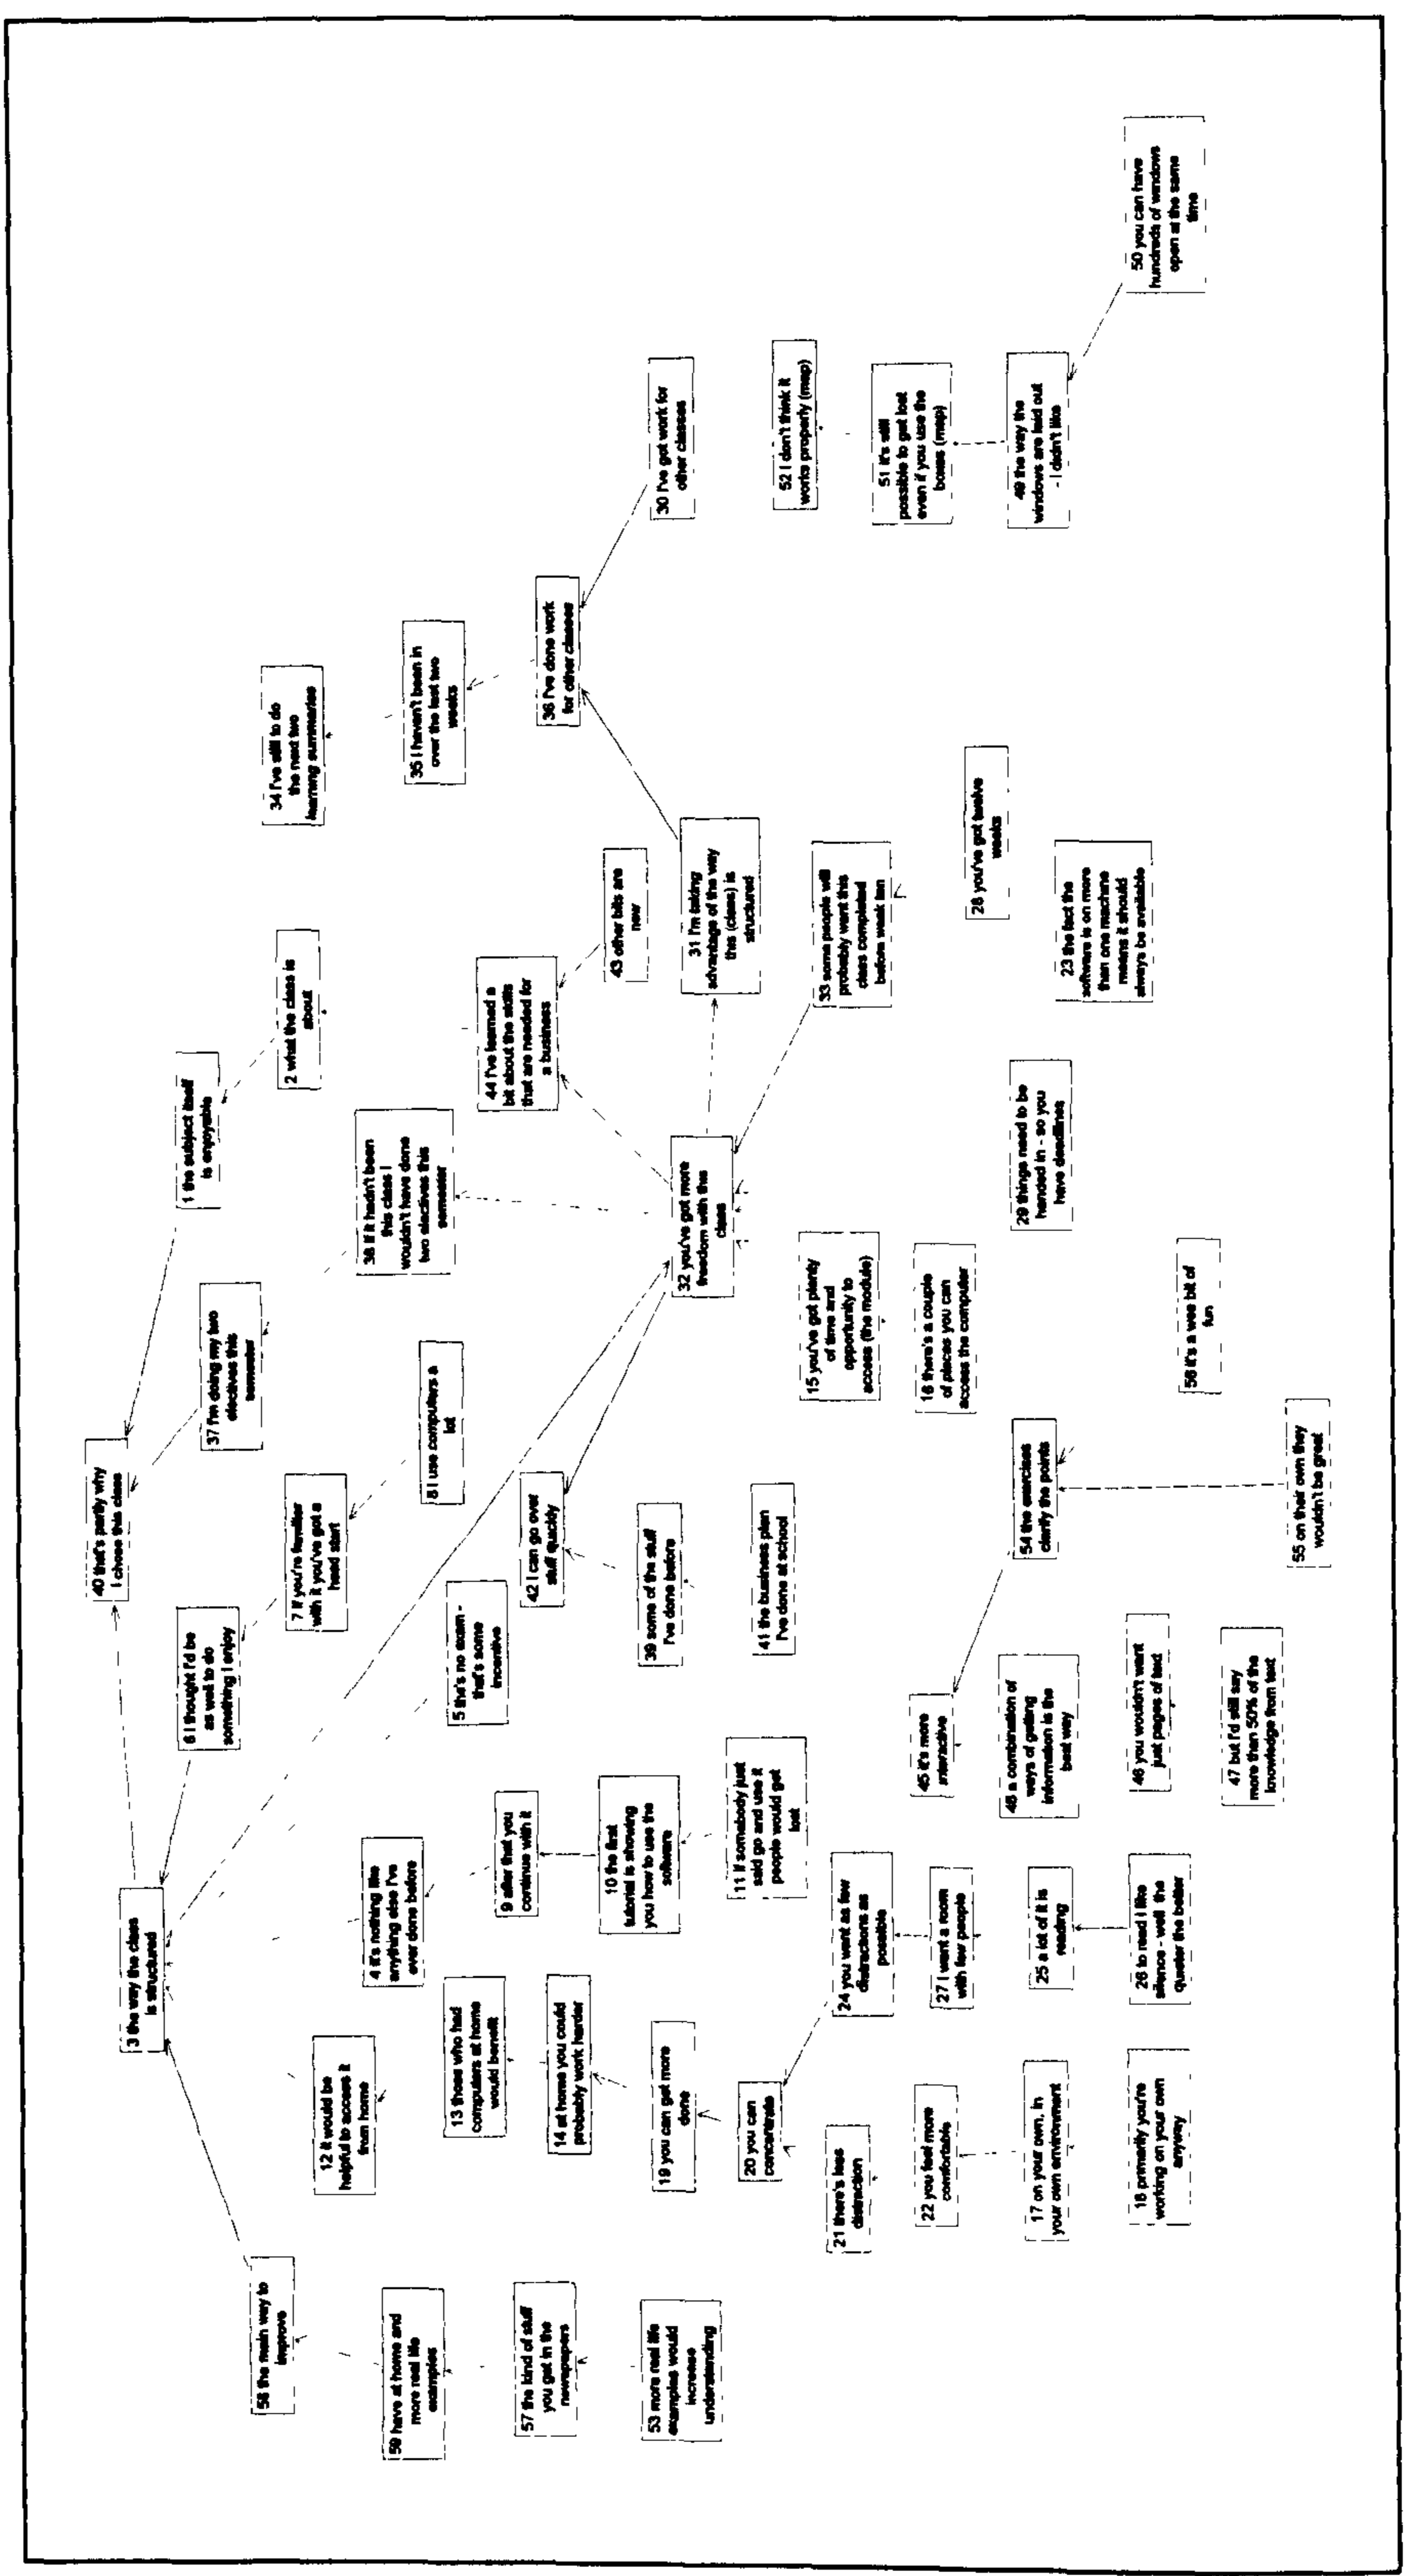 40 that's partly why
I chose this class
3 the way the class
is structured
6 I thought I'd be
as well to do
something I enjoy
1 the subject itself
is enjoyable
37 I'm doing my two
electives this
semester
58 the main way to
improve
2 what the class is
about
34 I've still to do
the next two
learning summaries
7 if you're familiar
with it you've got a
head start
12 it would be
helpful to access it
from home
38 if it hadn't been
this class I
wouldn't have done
two electives this
semester
4 it's nothing like
anything else I've
ever done before
59 have at home and
more real life
examples
35 I haven't been in
over the last two
weeks
8 I use computers a
lot
13 those who had
computers at home
would benefit
5 the's no exam -
that's some
incentive
44 I've learned a
bit about the skills
that are needed for
a business
9 after that you
continue with it
57 the kind of stuff
you get in the
newspapers
42 I can go over
stuff quickly
36 I've done work
for other classes
14 at home you could
probably work harder
10 the first
tutorial is showing
you how to use the
software
43 other bits are
new
39 some of the stuff
I've done before
53 more real life
examples would
increase
understanding
19 you can get more
done
30 I've got work for
other classes
32 you've got more
freedom with this
class
31 I'm taking
advantage of the way
this (class) is
structured
11 if somebody just
said go and use it
people would get
lost
20 you can
concentrate
41 the business plan
I've done at school
52 I don't think it
works properly (map)
15 you've got plenty
of time and
opportunity to
access (the module)
33 some people will
probably want this
class completed
before week ten
21 there's less
distraction
24 you want as few
distractions as
possible
51 it's still
possible to get lost
even if you use the
boxes (map)
22 you feel more
comfortable
27 I want a room
with few people
45 it's more
interactive
16 there's a couple
of places you can
access the computer
28 you've got twelve
weeks
17 on your own, in
your own environment
25 a lot of it is
reading
48 a combination of
ways of getting
information is the
best way
54 the exercises
clarify the points
29 things need to be
handed in - so you
have deadlines
49 the way the
windows are laid out
- I didn't like
23 the fact the
software is on more
than one machine
means it should
always be available
18 primarily you're
working on your own
anyway
26 to read I like
silence - well the
quieter the better
46 you wouldn't want
just pages of text
50 you can have
hundreds of windows
open at the same
time
56 it's a wee bit of
fun
47 but I'd still say
more than 50% of the
knowledge from text
55 on their own they
wouldn't be great